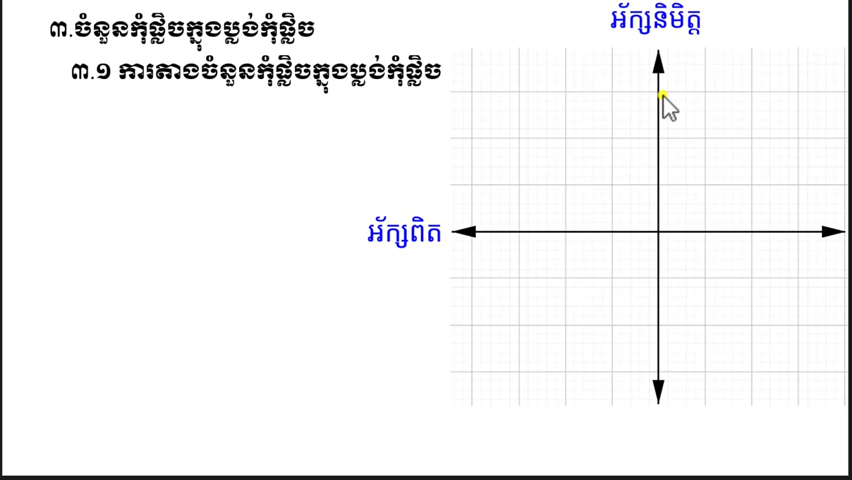 ៣.ចំនួនកុំផ្លិចក្នុងប្លង់កុំផ្លិច
៣.១ ការតាងចំនួនកុំផ្លិចក្នុងប្លង់កុំផ្លិច
អ័ក្សនិមិត្ត
អ័ក្សពិត